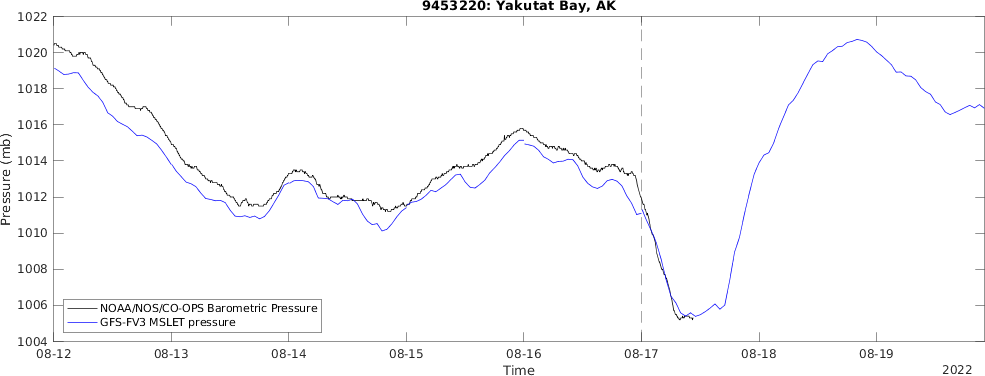 9453220: Yakutat Bay, AK
1022
1020
1018
1016
1014
1012
1010
1008
1006
1004
Pressure (mb)
NOAA/NOS/CO-OPS Barometric Pressure
GFS-FV3 MSLET pressure
08-12 08-13 08-14 08-15 08-16 08-17 08-18 08-19
Time
2022